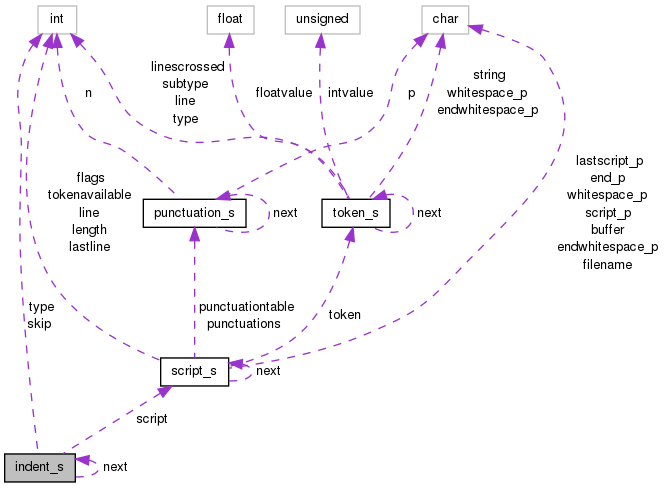 int
float
unsigned
char
linescrossed
subtype
line
type
n
floatvalue
intvalue
p
string
whitespace_p
endwhitespace_p
flags
tokenavailable
line
length
lastline
punctuation_s
next
token_s
next
lastscript_p
end_p
whitespace_p
script_p
buffer
endwhitespace_p
filename
type
skip
punctuationtable
punctuations
token
script_s
next
script
indent_s
next